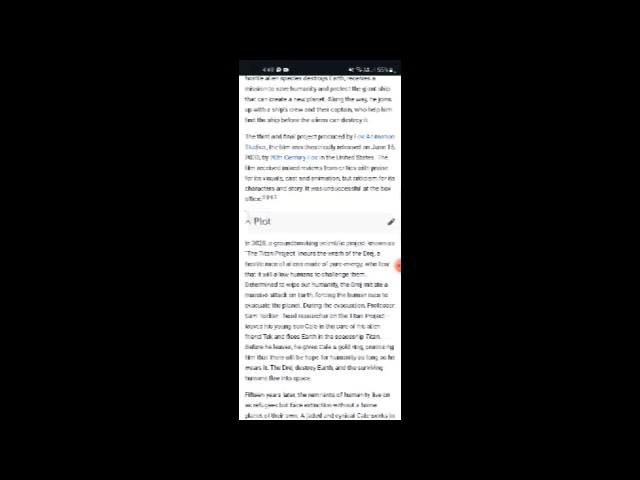 4:49
55%
hostile alien species destroys Earth, receives a
mission to save humanity and protect the giant ship
that can create a new planet. Along the way, he joins
up with a ship's crew and their captain, who help him
find the ship before the aliens can destroy it.
The third and final project produced by Fox Animation
Studios, the film was theatrically released on June 16,
2000, by 20th Century Fox in the United States. The
film received mixed reviews from critics with praise
for its visuals, cast and animation, but criticism for its
characters and story. It was unsuccessful at the box
office.
Plot
In 3028, a groundbreaking scientific project known as
"The Titan Project" incurs the wrath of the Drej, a
hostile race of aliens made of pure energy, who fear
that it will allow humans to challenge them.
Determined to wipe out humanity, the Drej initiate a
massive attack on Earth, forcing the human race to
evacuate the planet. During the evacuation, Professor
Sam Tucker - head researcher on the Titan Project -
leaves his young son Cale in the care of his alien
friend Tek and flees Earth in the spaceship Titan.
Before he leaves, he gives Cale a gold ring, promising
him that there will be hope for humanity as long as he
wears it. The Drej destroy Earth, and the surviving
humans flee into space.
Fifteen years later, the remnants of humanity live on
as refugees but face extinction without a home
planet of their own. A jaded and cynical Cale works in